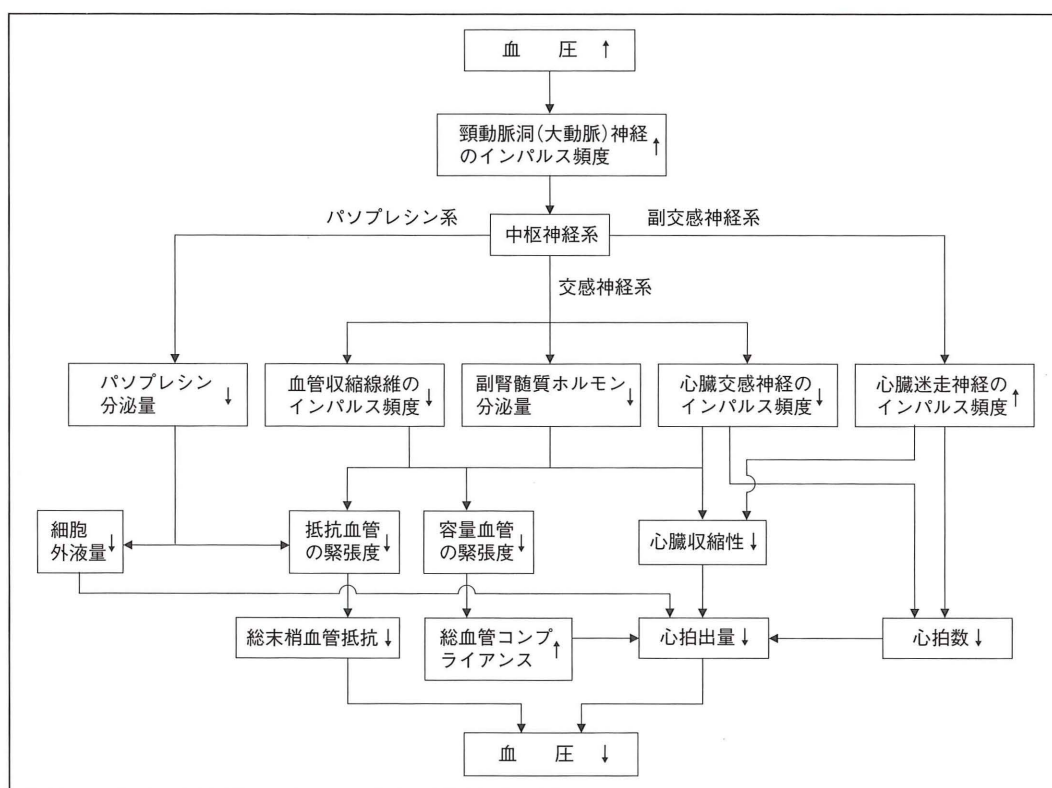 血　圧 ↑
頸動脈洞(大動脈)神経
のインパルス頻度 ↑
パソプレシン系
副交感神経系
中枢神経系
交感神経系
パソプレシン
分泌量 ↓
血管収縮線維の
インパルス頻度 ↓
副腎髄質ホルモン
分泌量 ↓
心臓交感神経の
インパルス頻度 ↓
心臓迷走神経の
インパルス頻度 ↑
細胞
外液量 ↓
抵抗血管
の緊張度 ↓
容量血管
の緊張度 ↓
心臓収縮性 ↓
総末梢血管抵抗 ↓
総血管コンプ
ライアンス ↑
心拍出量 ↓
心拍数 ↓
血　圧 ↓